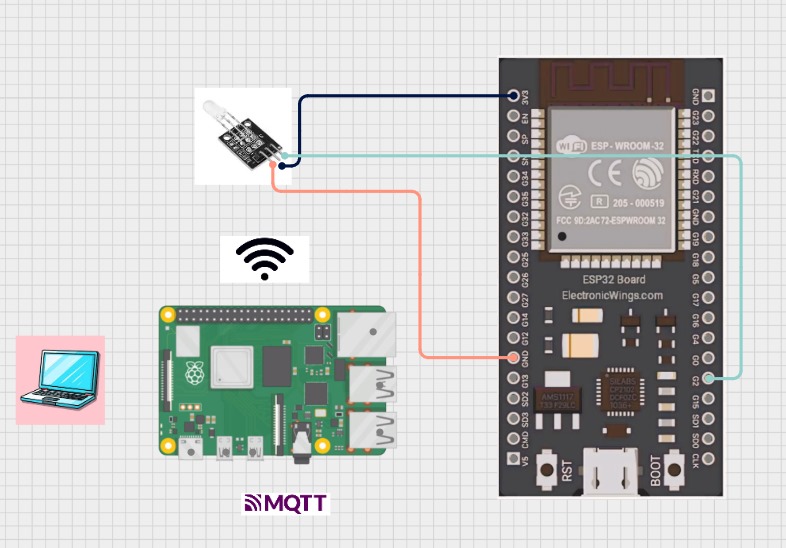 3V3
EN
SP
SN
G34
G35
G32
G33
G25
G26
G27
G14
G12
GND
G13
SD2
SD3
CMD
V5
GND
G23
G22
TXD
RXD
G21
GND
G19
G18
G5
G17
G16
G4
G0
G2
G15
SD1
SD0
CLK
WiFi
ESP - WROOM-32
CE
R 205 - 000519
FCC 9D:2AC72-ESPWROOM 32
ESP32 Board
ElectronicWings.com
SILABS
CP2102
AMS1117
RST
BOOT
MQTT